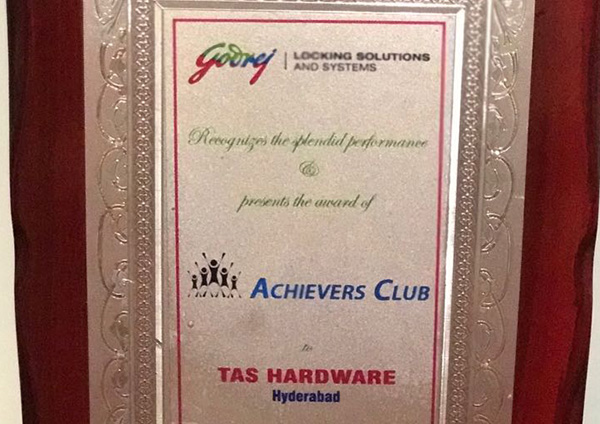 Godrej | LOCKING SOLUTIONS
AND SYSTEMS
Recognizes the splendid performance
&
presents the award of
ACHIEVERS CLUB
to
TAS HARDWARE
Hyderabad